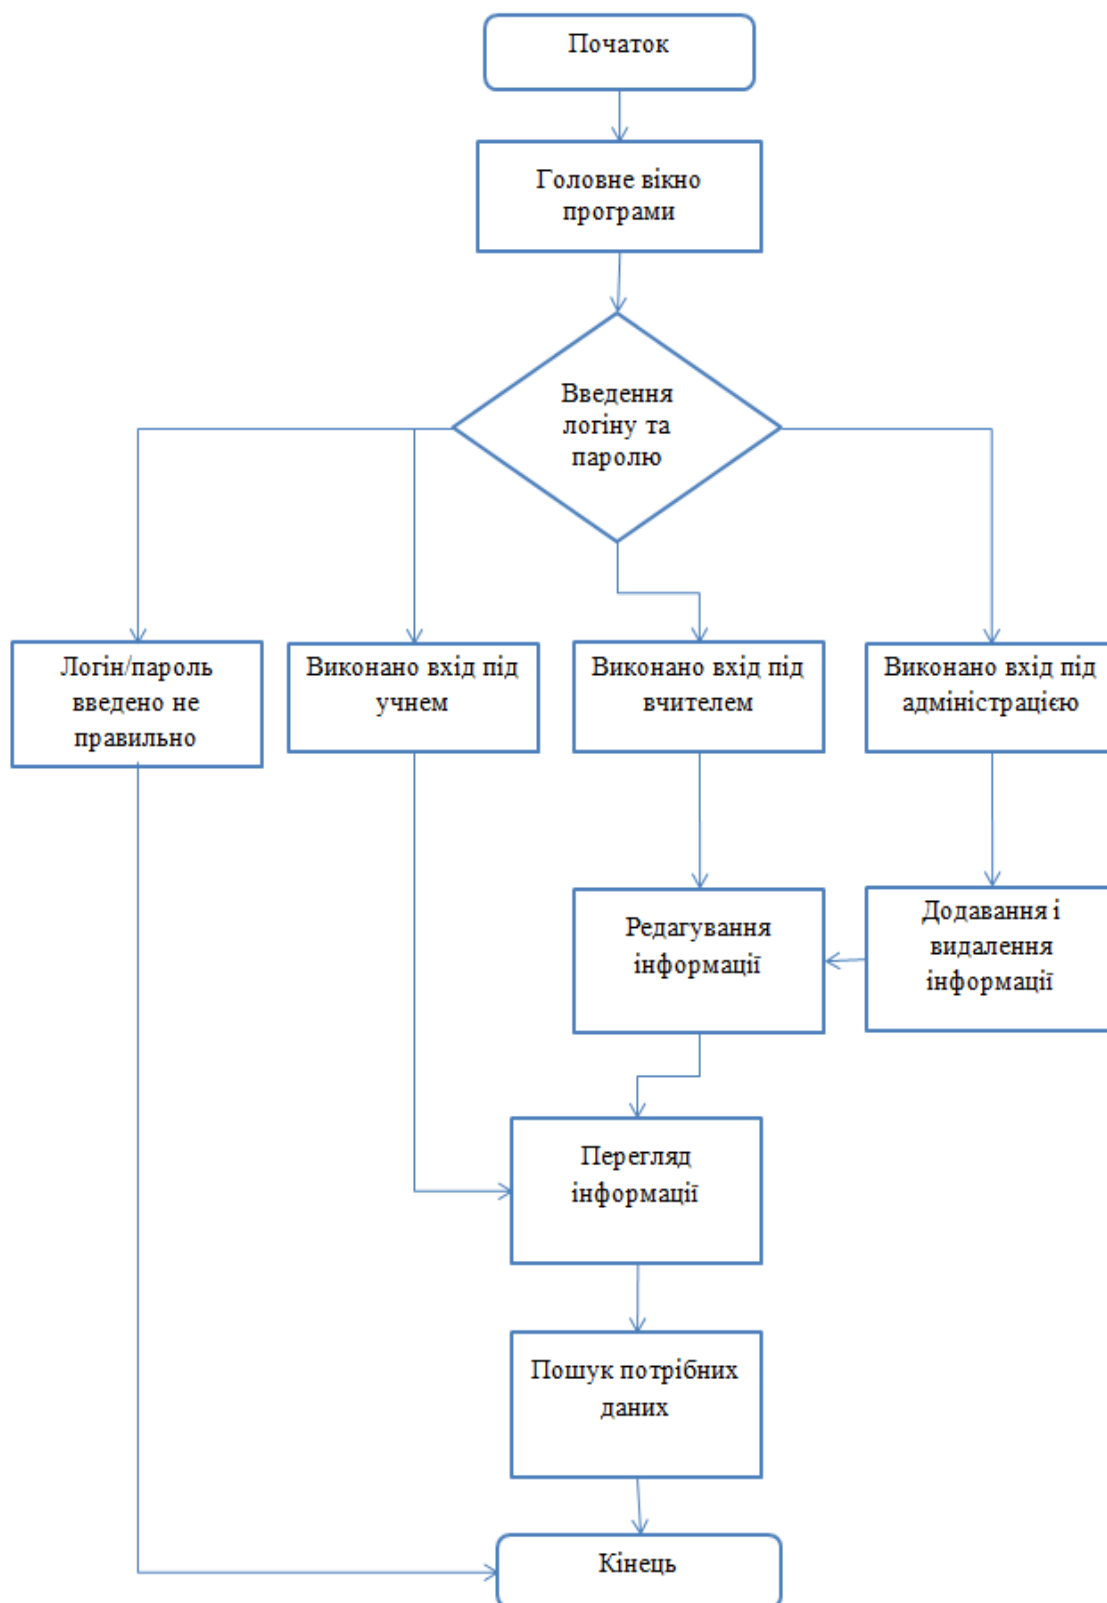 Початок
Головне вікно
програми
Введення
логіну та
паролю
Логін/пароль
введено не
правильно
Виконано вхід під
учнем
Виконано вхід під
вчителем
Виконано вхід під
адміністрацією
Редагування
інформації
Додавання і
видалення
інформації
Перегляд
інформації
Пошук потрібних
даних
Кінець